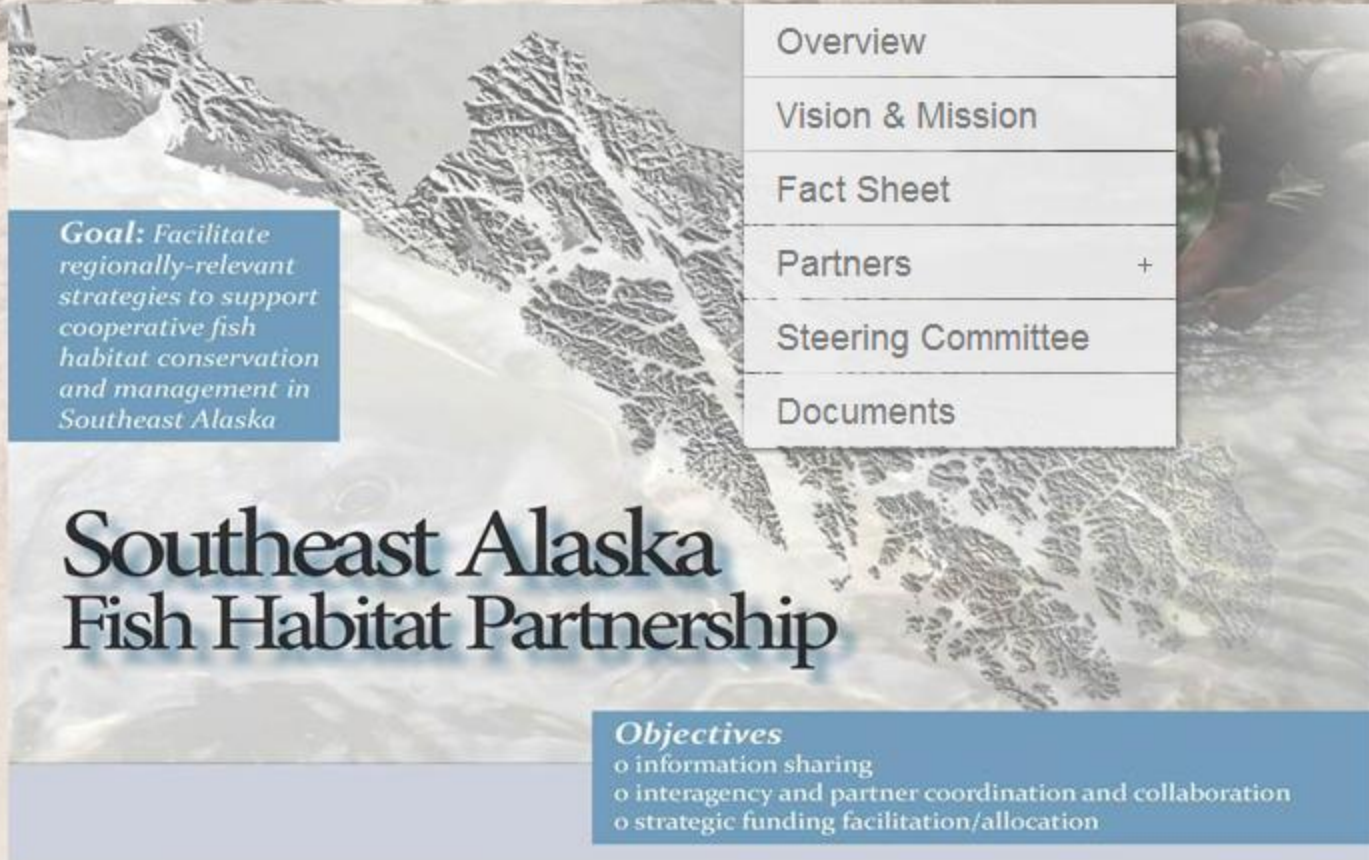 Overview
Vision & Mission
Fact Sheet
Partners +
Steering Committee
Documents
Goal: Facilitate
regionally-relevant
strategies to support
cooperative fish
habitat conservation
and management in
Southeast Alaska
Southeast Alaska
Fish Habitat Partnership
Objectives
o information sharing
o interagency and partner coordination and collaboration
o strategic funding facilitation/allocation